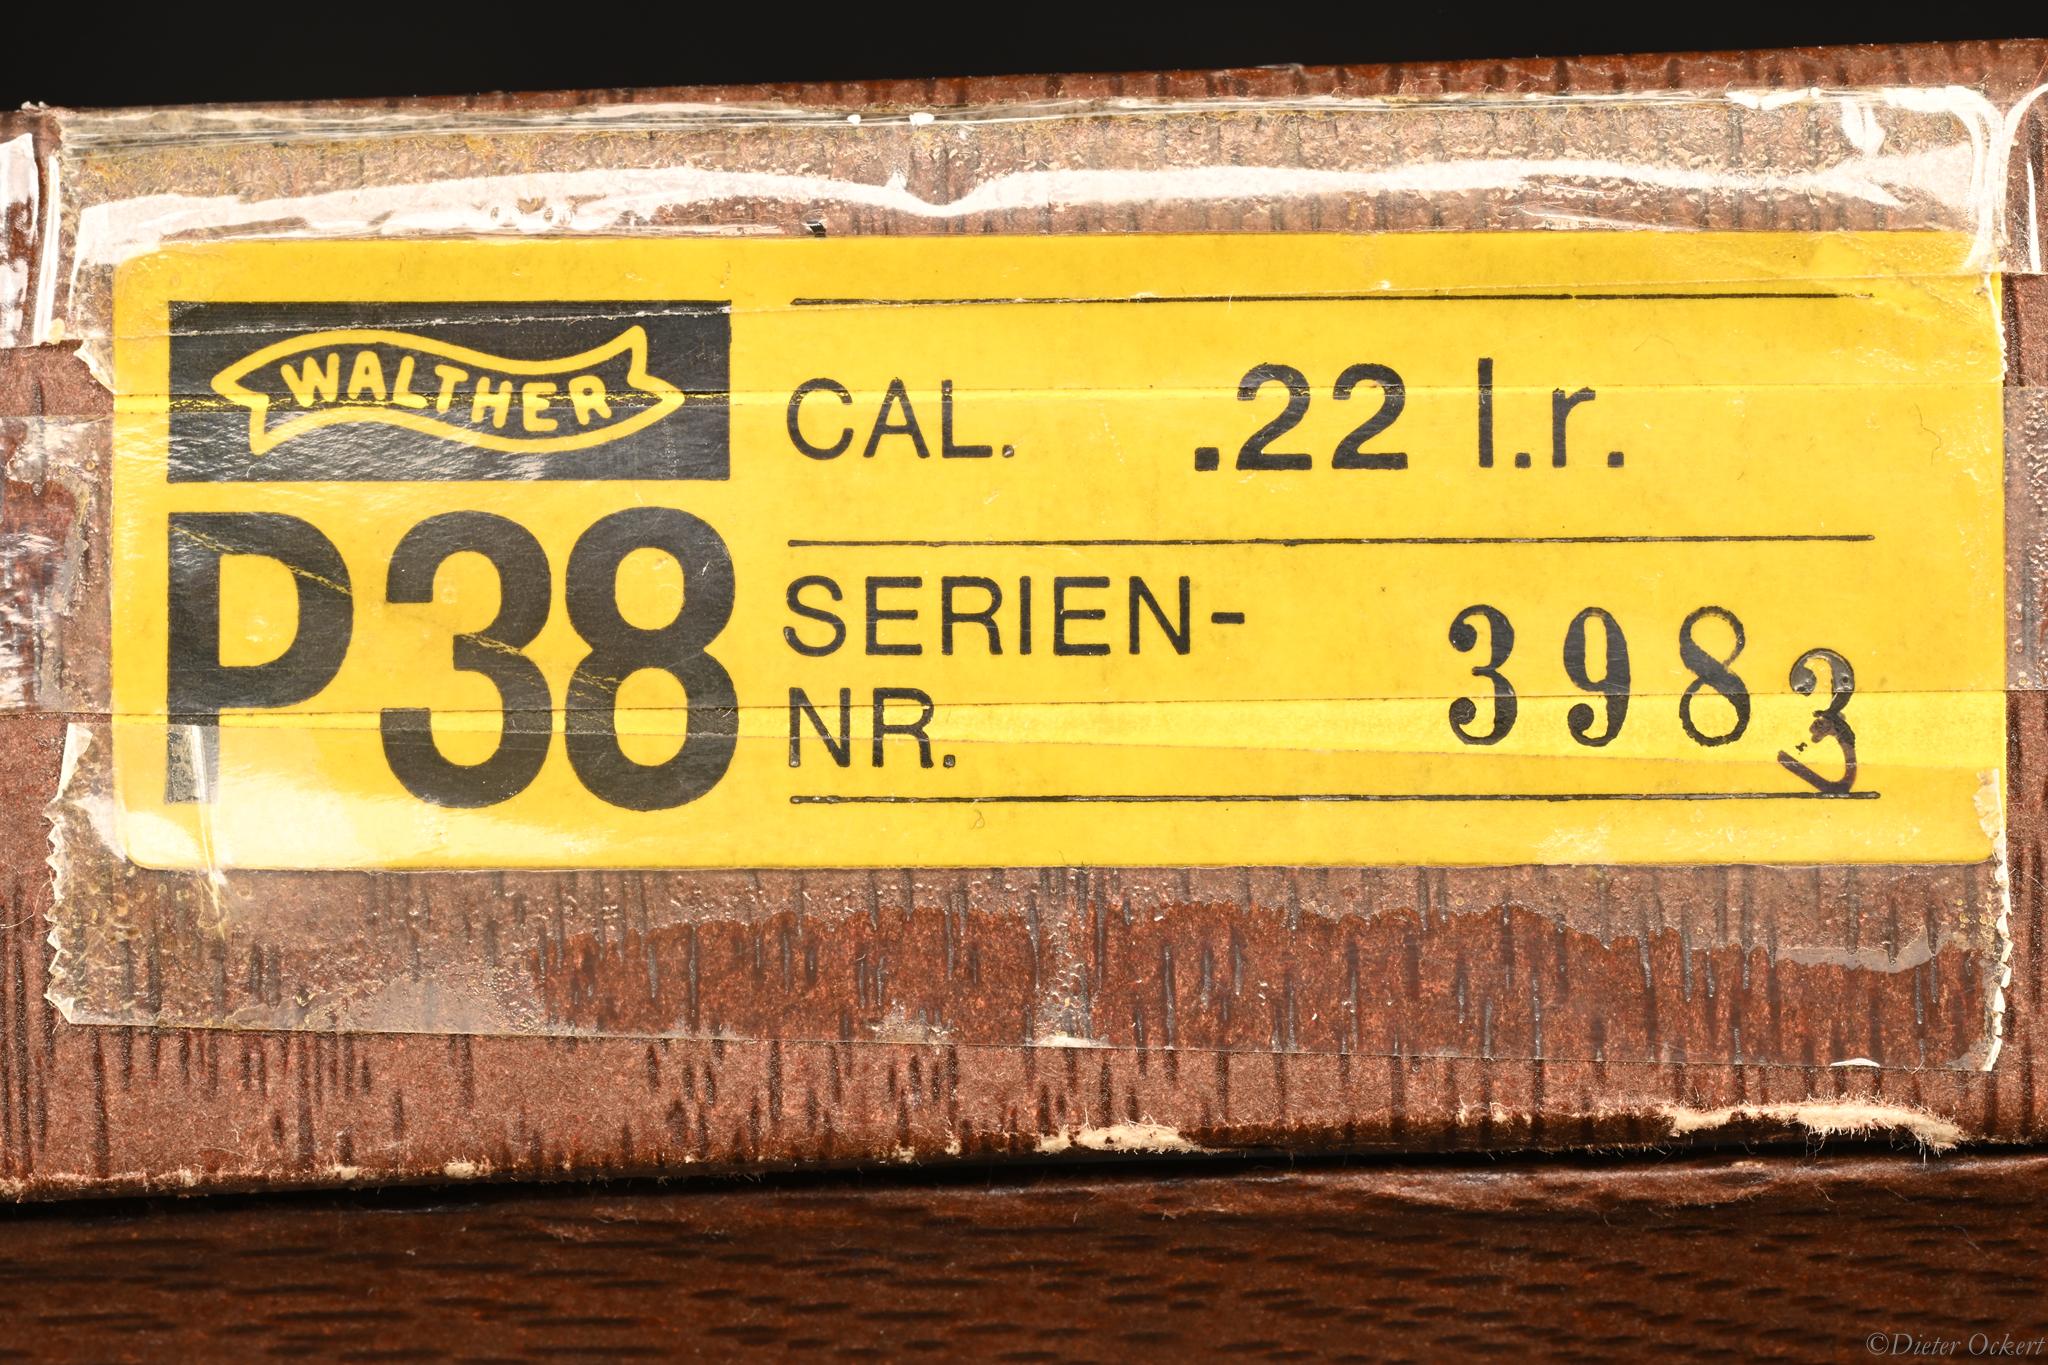 WALTHER
P38
CAL. .22 l.r.
SERIEN-
NR. 3983
©Dieter Ockert